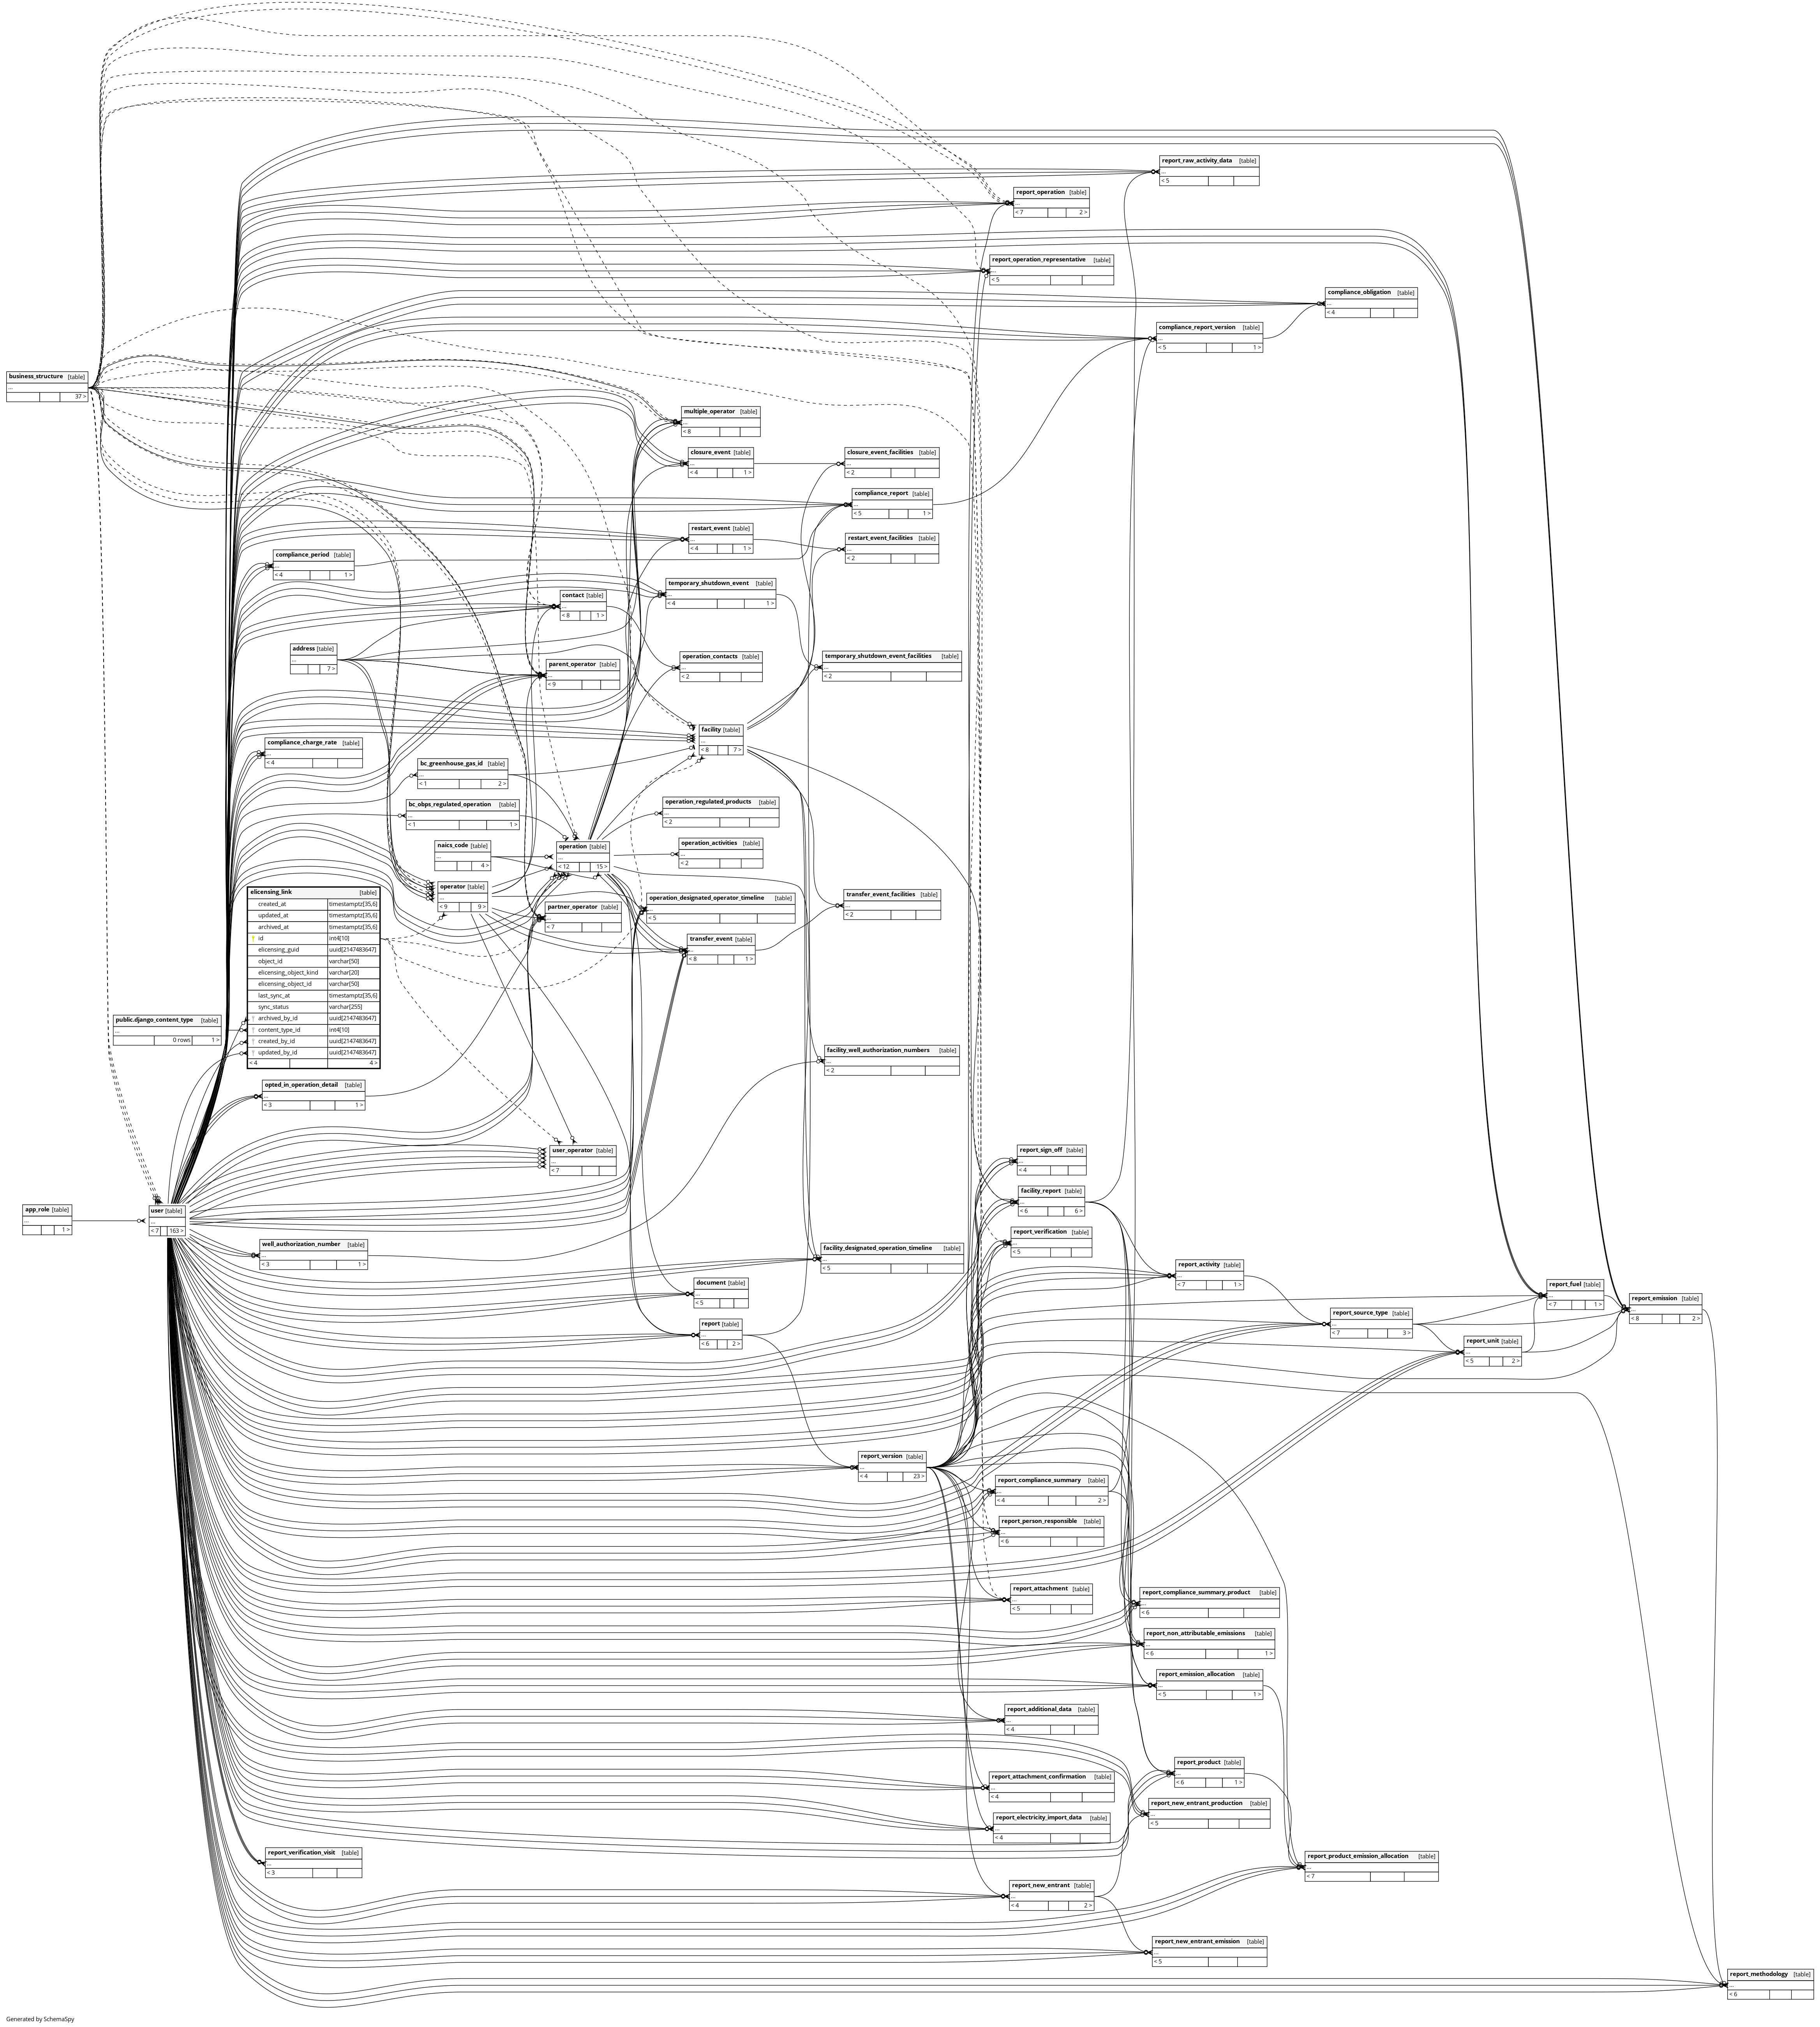 report_raw_activity_data [table]
...
< 5
report_operation [table]
...
< 7 2 >
report_operation_representative [table]
...
< 5
compliance_obligation [table]
...
< 4
compliance_report_version [table]
...
< 5 1 >
business_structure [table]
...
37 >
multiple_operator [table]
...
< 8
closure_event [table]
...
< 4 1 >
closure_event_facilities [table]
...
< 2
compliance_report [table]
...
< 5 1 >
restart_event [table]
...
< 4 1 >
restart_event_facilities [table]
...
< 2
compliance_period [table]
...
< 4 1 >
temporary_shutdown_event [table]
...
< 4 1 >
contact [table]
...
< 8 1 >
address [table]
...
7 >
operation_contacts [table]
...
< 2
temporary_shutdown_event_facilities [table]
...
< 2
parent_operator [table]
...
< 9
facility [table]
...
< 8 7 >
compliance_charge_rate [table]
...
< 4
bc_greenhouse_gas_id [table]
...
< 1 2 >
bc_obps_regulated_operation [table]
...
< 1 1 >
operation_regulated_products [table]
...
< 2
naics_code [table]
...
4 >
operation [table]
...
< 12 15 >
operation_activities [table]
...
< 2
operator [table]
...
< 9 9 >
elicensing_link [table]
created_at timestamptz[35,6]
updated_at timestamptz[35,6]
archived_at timestamptz[35,6]
id int4[10]
elicensing_guid uuid[2147483647]
object_id varchar[50]
elicensing_object_kind varchar[20]
elicensing_object_id varchar[50]
last_sync_at timestamptz[35,6]
sync_status varchar[255]
archived_by_id uuid[2147483647]
content_type_id int4[10]
created_by_id uuid[2147483647]
updated_by_id uuid[2147483647]
< 4 4 >
partner_operator [table]
...
< 7
operation_designated_operator_timeline [table]
...
< 5
transfer_event_facilities [table]
...
< 2
transfer_event [table]
...
< 8 1 >
public.django_content_type [table]
...
0 rows 1 >
facility_well_authorization_numbers [table]
...
< 2
opted_in_operation_detail [table]
...
< 3 1 >
user_operator [table]
...
< 7
report_sign_off [table]
...
< 4
facility_report [table]
...
< 6 6 >
app_role [table]
...
1 >
user [table]
...
< 7 163 >
report_verification [table]
...
< 5
well_authorization_number [table]
...
< 3 1 >
facility_designated_operation_timeline [table]
...
< 5
report_activity [table]
...
< 7 1 >
document [table]
...
< 5
report_fuel [table]
...
< 7 1 >
report_emission [table]
...
< 8 2 >
report_source_type [table]
...
< 7 3 >
report [table]
...
< 6 2 >
report_unit [table]
...
< 5 2 >
report_version [table]
...
< 4 23 >
report_compliance_summary [table]
...
< 4 2 >
report_person_responsible [table]
...
< 6
report_attachment [table]
...
< 5
report_compliance_summary_product [table]
...
< 6
report_non_attributable_emissions [table]
...
< 6 1 >
report_emission_allocation [table]
...
< 5 1 >
report_additional_data [table]
...
< 4
report_product [table]
...
< 6 1 >
report_attachment_confirmation [table]
...
< 4
report_new_entrant_production [table]
...
< 5
report_electricity_import_data [table]
...
< 4
report_verification_visit [table]
...
< 3
report_product_emission_allocation [table]
...
< 7
report_new_entrant [table]
...
< 4 2 >
report_new_entrant_emission [table]
...
< 5
report_methodology [table]
...
< 6
Generated by SchemaSpy